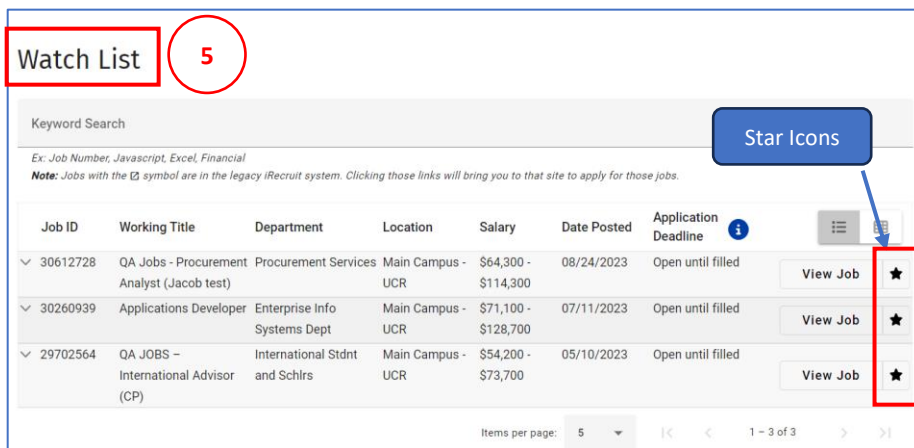 Watch List
5
Keyword Search
Star Icons
Ex: Job Number, Javascript, Excel, Financial
Note: Jobs with the symbol are in the legacy iRecruit system. Clicking those links will bring you to that site to apply for those jobs.
Job ID Working Title Department Location Salary Date Posted Application Deadline
30612728 QA Jobs - Procurement Procurement Services Main Campus - $64,300 - 08/24/2023 Open until filled
Analyst (Jacob test) UCR $114,300
View Job
30260939 Applications Developer Enterprise Info Main Campus - $71,100 - 07/11/2023 Open until filled
Systems Dept UCR $128,700
View Job
29702564 QA JOBS – International Stdnt Main Campus - $54,200 - 05/10/2023 Open until filled
International Advisor and Schlrs UCR $73,700
(CP)
View Job
Items per page: 5 1 – 3 of 3